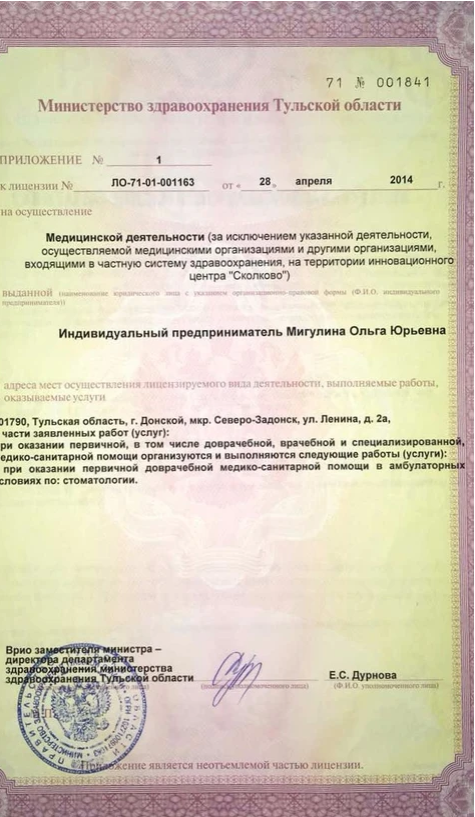 71 № 001841
Министерство здравоохранения Тульской области
ПРИЛОЖЕНИЕ № 1
к лицензии № ЛО-71-01-001163 от « 28 » апреля 2014 г.
на осуществление
Медицинской деятельности (за исключением указанной деятельности,
осуществляемой медицинскими организациями и другими организациями,
входящими в частную систему здравоохранения, на территории инновационного
центра "Сколково")
выданной (наименование юридического лица с указанием организационно-правовой формы (Ф.И.О. индивидуального
предпринимателя))
Индивидуальный предприниматель Мигулина Ольга Юрьевна
адреса мест осуществления лицензируемого вида деятельности, выполняемые работы,
оказываемые услуги
01790, Тульская область, г. Донской, мкр. Северо-Задонск, ул. Ленина, д. 2а,
части заявленных работ (услуг):
ри оказании первичной, в том числе доврачебной, врачебной и специализированной,
едико-санитарной помощи организуются и выполняются следующие работы (услуги):
при оказании первичной доврачебной медико-санитарной помощи в амбулаторных
словиях по: стоматологии.
Врио заместителя министра –
директора департамента
здравоохранения министерства
здравоохранения Тульской области
Е.С. Дурнова
(Ф.И.О. уполномоченного лица)
Приложение является неотъемлемой частью лицензии.